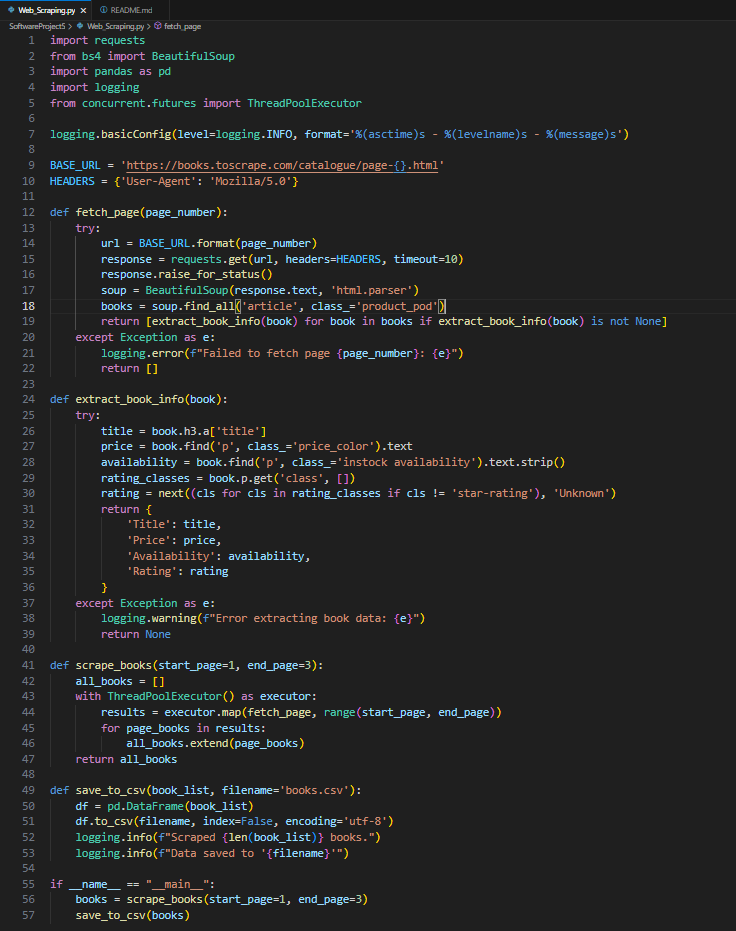 Web_Scraping.py × README.md
SoftwareProject5 > Web_Scraping.py > fetch_page
1 import requests
2 from bs4 import BeautifulSoup
3 import pandas as pd
4 import logging
5 from concurrent.futures import ThreadPoolExecutor
6
7 logging.basicConfig(level=logging.INFO, format='%(asctime)s - %(levelname)s - %(message)s')
8
9 BASE_URL = 'https://books.toscrape.com/catalogue/page-{}.html'
10 HEADERS = {'User-Agent': 'Mozilla/5.0'}
11
12 def fetch_page(page_number):
13     try:
14         url = BASE_URL.format(page_number)
15         response = requests.get(url, headers=HEADERS, timeout=10)
16         response.raise_for_status()
17         soup = BeautifulSoup(response.text, 'html.parser')
18         books = soup.find_all('article', class_='product_pod')
19         return [extract_book_info(book) for book in books if extract_book_info(book) is not None]
20     except Exception as e:
21         logging.error(f"Failed to fetch page {page_number}: {e}")
22         return []
23
24 def extract_book_info(book):
25     try:
26         title = book.h3.a['title']
27         price = book.find('p', class_='price_color').text
28         availability = book.find('p', class_='instock availability').text.strip()
29         rating_classes = book.p.get('class', [])
30         rating = next((cls for cls in rating_classes if cls != 'star-rating'), 'Unknown')
31         return {
32             'Title': title,
33             'Price': price,
34             'Availability': availability,
35             'Rating': rating
36         }
37     except Exception as e:
38         logging.warning(f"Error extracting book data: {e}")
39         return None
40
41 def scrape_books(start_page=1, end_page=3):
42     all_books = []
43     with ThreadPoolExecutor() as executor:
44         results = executor.map(fetch_page, range(start_page, end_page))
45         for page_books in results:
46             all_books.extend(page_books)
47     return all_books
48
49 def save_to_csv(book_list, filename='books.csv'):
50     df = pd.DataFrame(book_list)
51     df.to_csv(filename, index=False, encoding='utf-8')
52     logging.info(f"Scraped {len(book_list)} books.")
53     logging.info(f"Data saved to '{filename}'")
54
55 if __name__ == "__main__":
56     books = scrape_books(start_page=1, end_page=3)
57     save_to_csv(books)